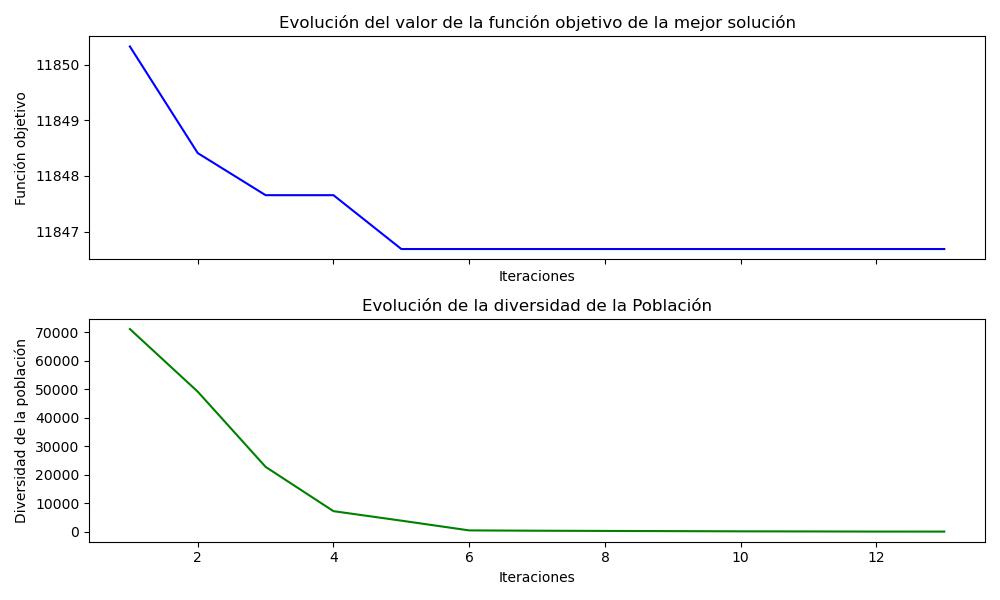 Evolución del valor de la función objetivo de la mejor solución
11850
11849
11848
11847
Función objetivo
Iteraciones
Evolución de la diversidad de la Población
70000
60000
50000
40000
30000
20000
10000
0
Diversidad de la población
2 4 6 8 10 12
Iteraciones